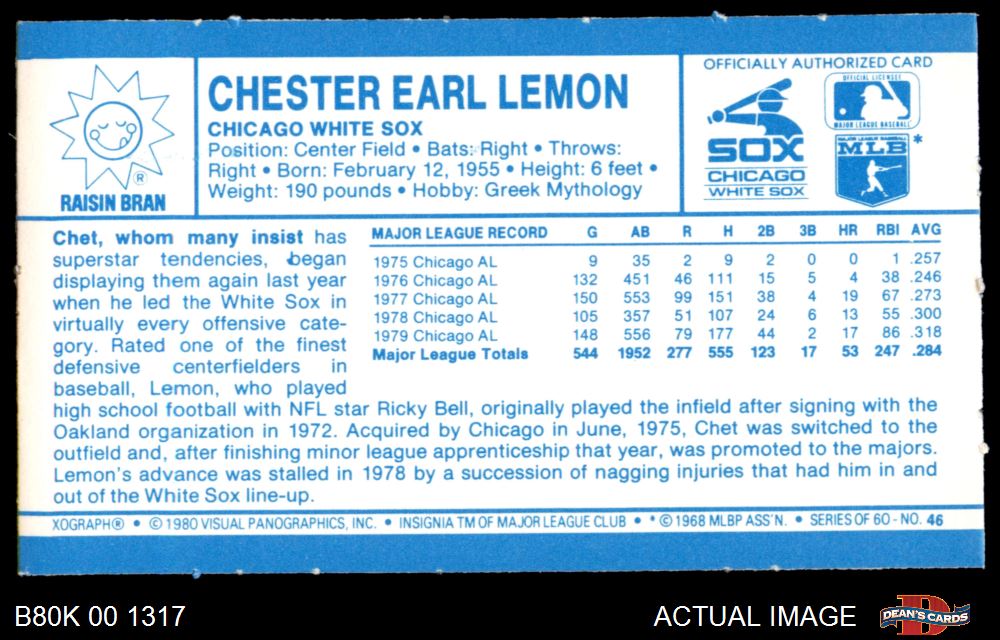 RAISIN BRAN
®
CHESTER EARL LEMON
CHICAGO WHITE SOX
Position: Center Field • Bats: Right • Throws:
Right • Born: February 12, 1955 • Height: 6 feet •
Weight: 190 pounds • Hobby: Greek Mythology
OFFICIALLY AUTHORIZED CARD
SOX
CHICAGO
WHITE SOX
OFFICIAL LICENSEE
MAJOR LEAGUE BASEBALL
MAJOR LEAGUE BASEBALL
MLB *
Chet, whom many insist has
superstar tendencies, began
displaying them again last year
when he led the White Sox in
virtually every offensive cate-
gory. Rated one of the finest
defensive centerfielders in
baseball, Lemon, who played
high school football with NFL star Ricky Bell, originally played the infield after signing with the
Oakland organization in 1972. Acquired by Chicago in June, 1975, Chet was switched to the
outfield and, after finishing minor league apprenticeship that year, was promoted to the majors.
Lemon's advance was stalled in 1978 by a succession of nagging injuries that had him in and
out of the White Sox line-up.
MAJOR LEAGUE RECORD G AB R H 2B 3B HR RBI AVG
1975 Chicago AL 9 35 2 9 2 0 0 1 .257
1976 Chicago AL 132 451 46 111 15 5 4 38 .246
1977 Chicago AL 150 553 99 151 38 4 19 67 .273
1978 Chicago AL 105 357 51 107 24 6 13 55 .300
1979 Chicago AL 148 556 79 177 44 2 17 86 .318
Major League Totals 544 1952 277 555 123 17 53 247 .284
XOGRAPH® • © 1980 VISUAL PANOGRAPHICS, INC. • INSIGNIA TM OF MAJOR LEAGUE CLUB • * © 1968 MLBP ASS'N. • SERIES OF 60 - NO. 46
B80K 00 1317
ACTUAL IMAGE
DEAN'S CARDS